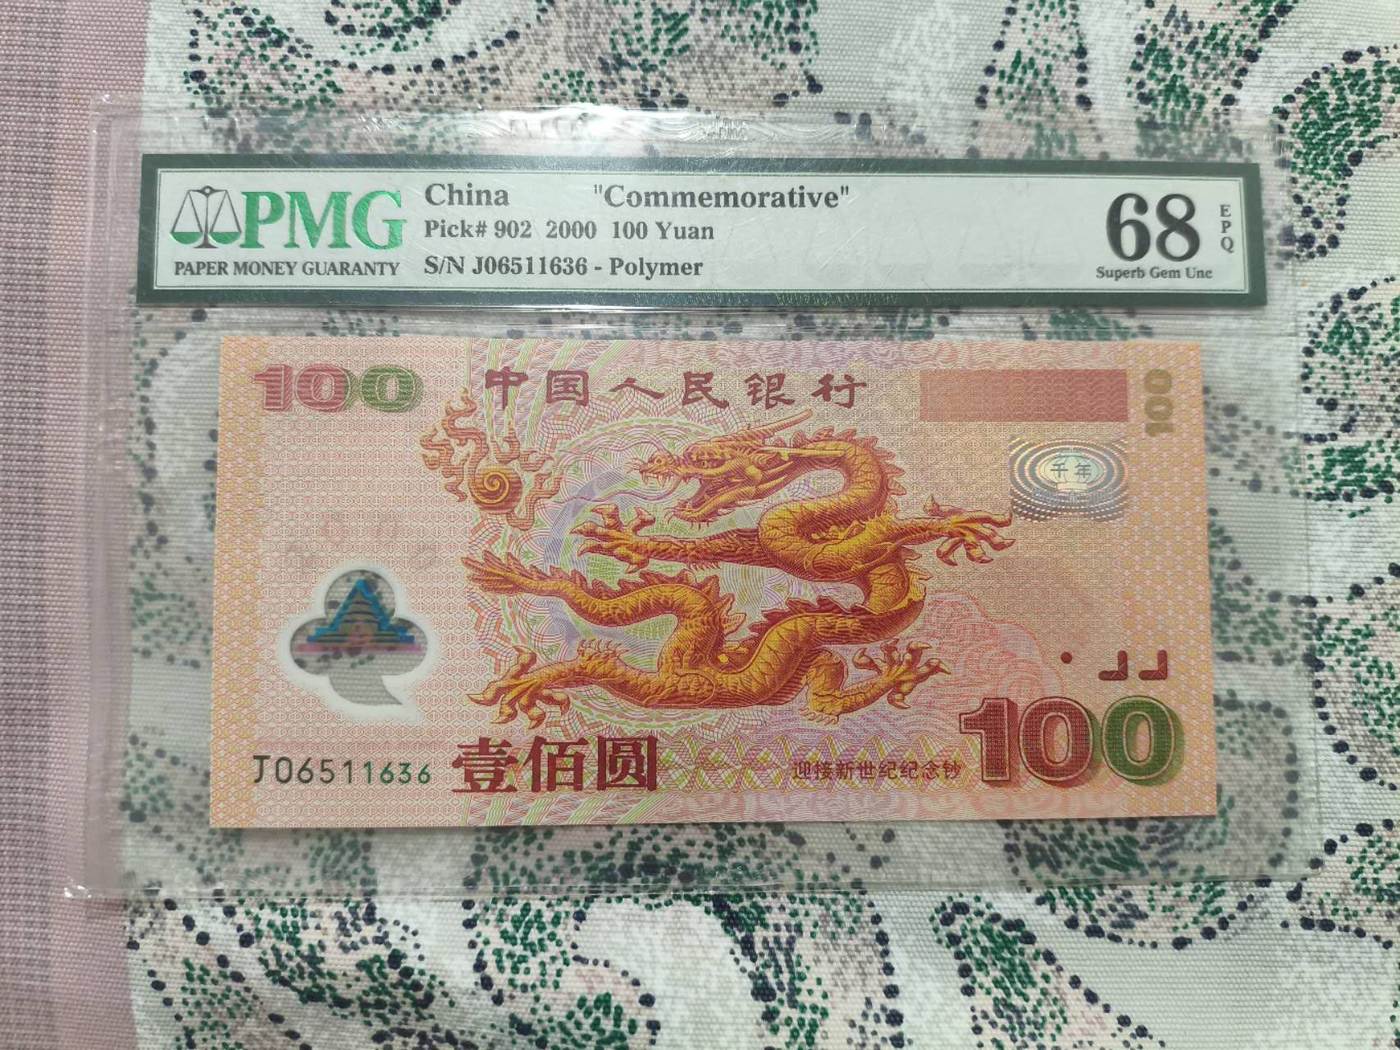 PMG
PAPER MONEY GUARANTY
China "Commemorative"
Pick# 902 2000 100 Yuan
S/N J06511636 - Polymer
68
EPQ
Superb Gem Unc
100
中国人民银行
100
千年
J06511636
壹佰圆
迎接新世纪纪念钞
100